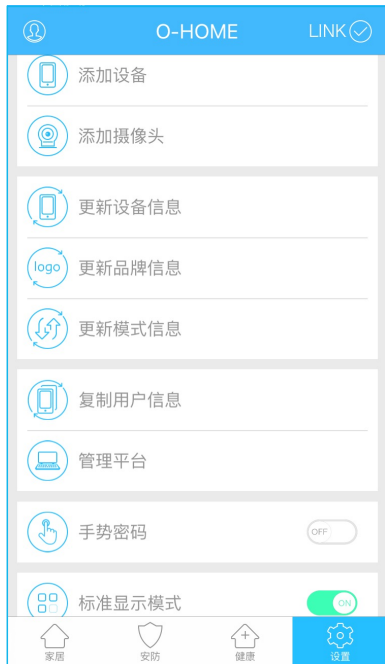 O-HOME
LINK
添加设备
添加摄像头
更新设备信息
logo 更新品牌信息
更新模式信息
复制用户信息
管理平台
手势密码 OFF
标准显示模式 ON
家居 安防 健康 设置